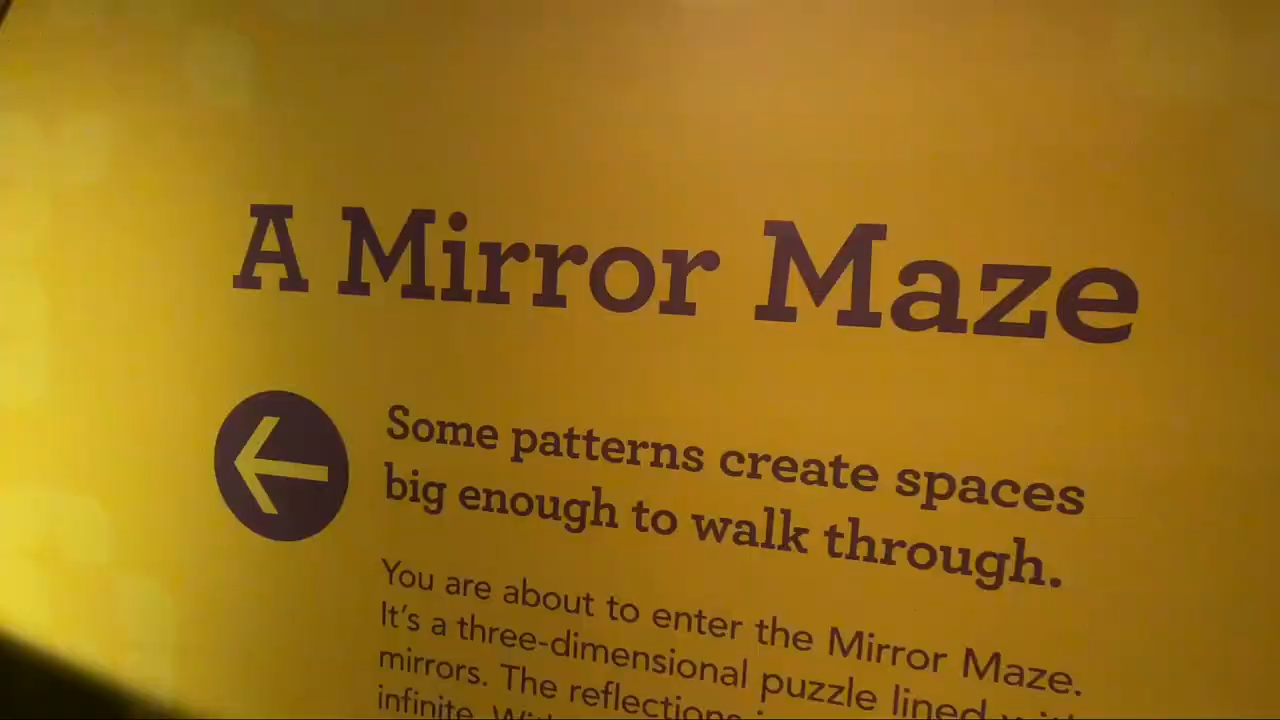 A Mirror Maze
Some patterns create spaces
big enough to walk through.
You are about to enter the Mirror Maze.
It's a three-dimensional puzzle lined with
mirrors. The reflections
infinite.